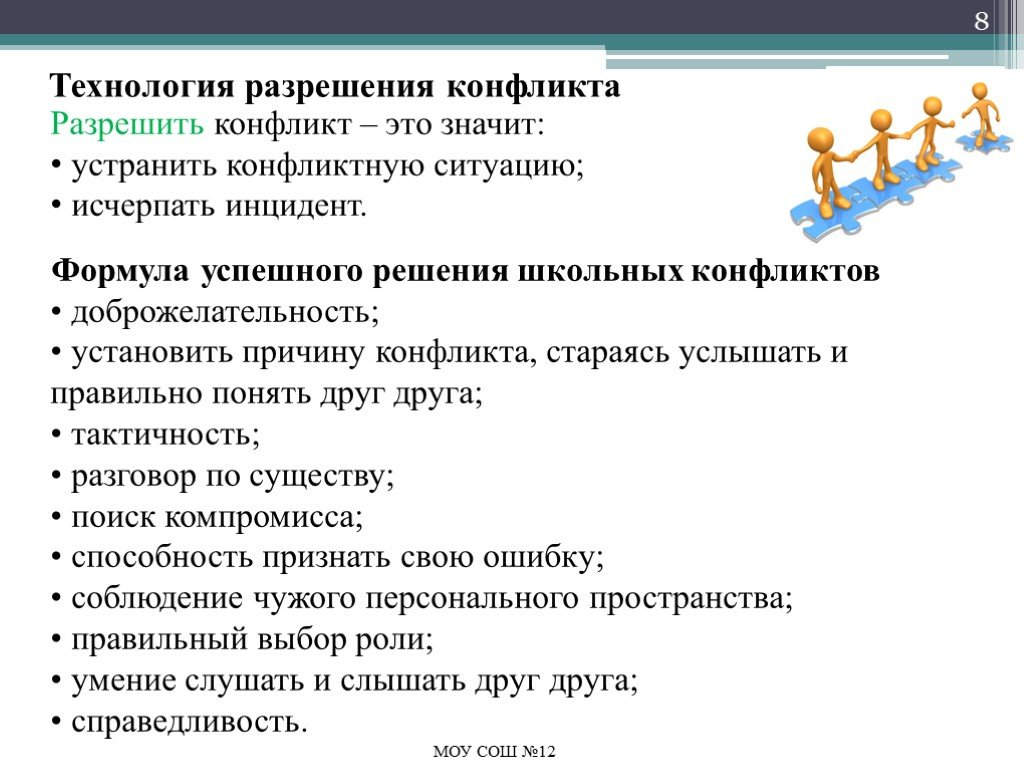 8
Технология разрешения конфликта
Разрешить конфликт – это значит:
• устранить конфликтную ситуацию;
• исчерпать инцидент.
Формула успешного решения школьных конфликтов
• доброжелательность;
• установить причину конфликта, стараясь услышать и
правильно понять друг друга;
• тактичность;
• разговор по существу;
• поиск компромисса;
• способность признать свою ошибку;
• соблюдение чужого персонального пространства;
• правильный выбор роли;
• умение слушать и слышать друг друга;
• справедливость.
МОУ СОШ №12